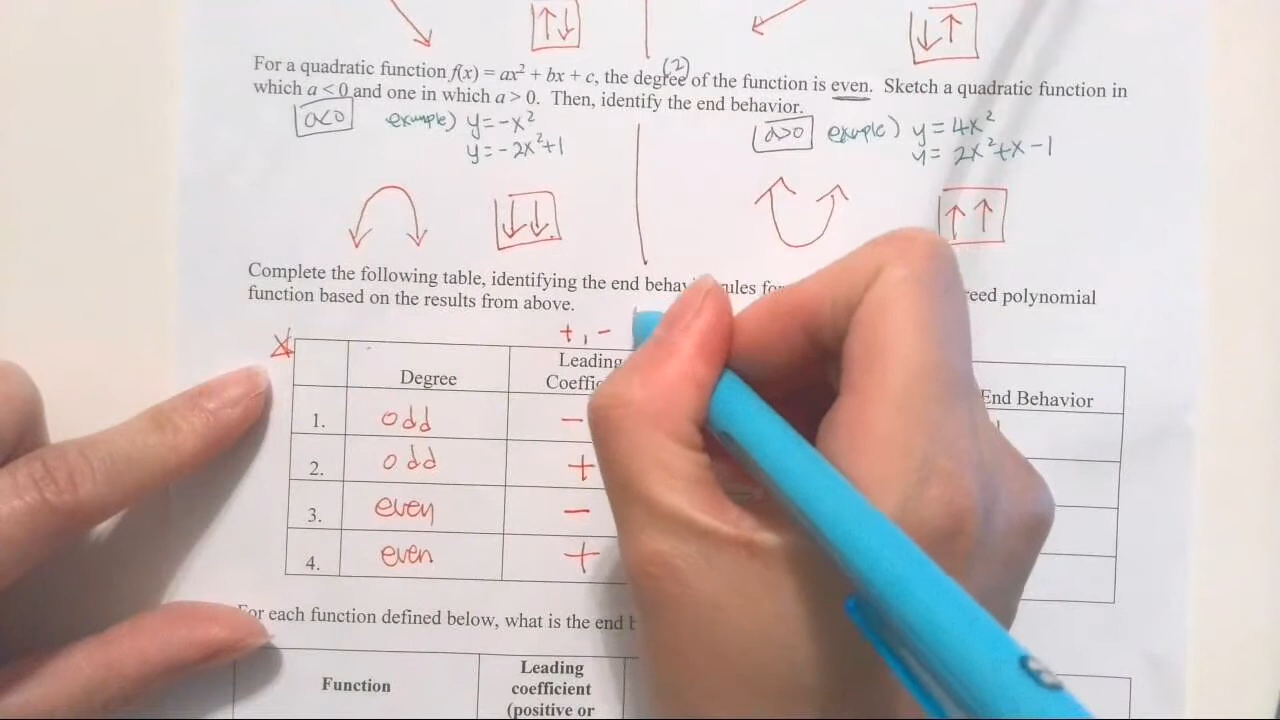 ↑↓
↓↑
(2)
For a quadratic function f(x) = ax² + bx + c, the degree of the function is even. Sketch a quadratic function in
which a < 0 and one in which a > 0. Then, identify the end behavior.
a<0 example) y=-x²
y=-2x²+1
a>0 example) y=4x²
y=2x²+x-1
↓↓
↑↑
Complete the following table, identifying the end reed polynomial
function based on the results from above.
+, -
Degree Leading End Behavior
1. odd -
2. odd +
3. even -
4. even +
For each function defined below, what is the end
Function Leading
coefficient
(positive or